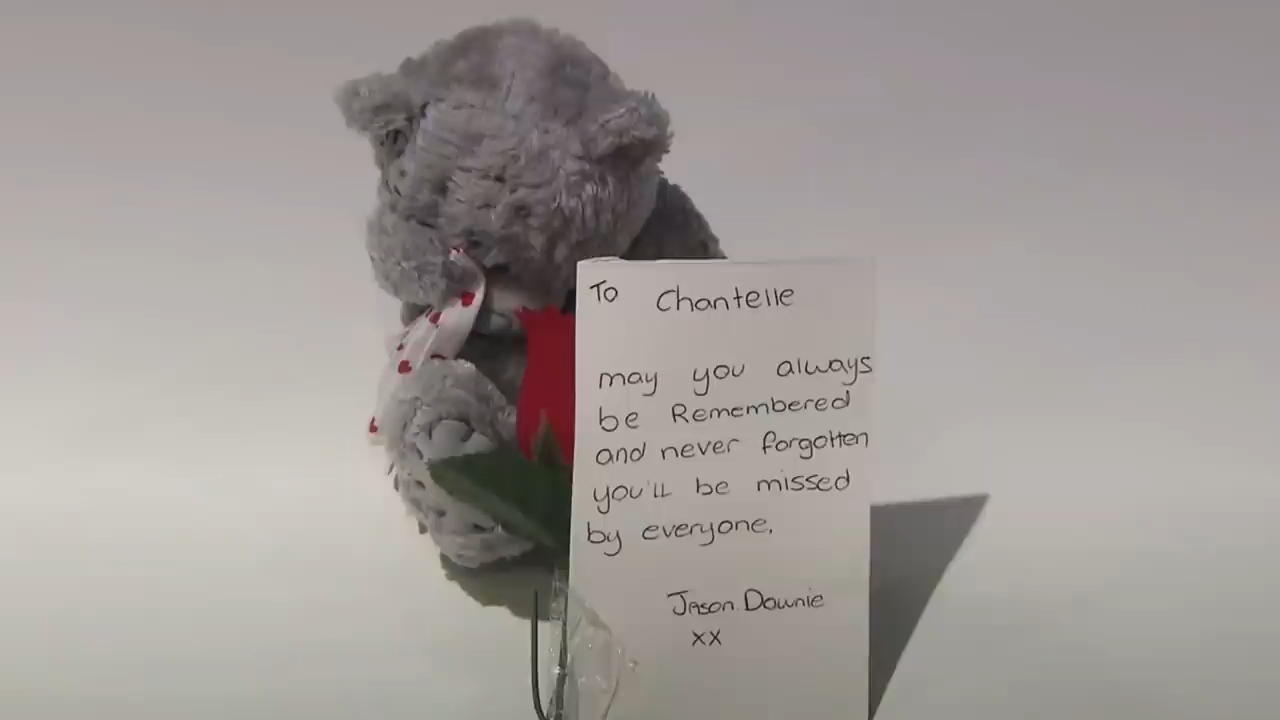 To Chantelle
may you always
be Remembered
and never forgotten
you'll be missed
by everyone.
Jason Downie
xx